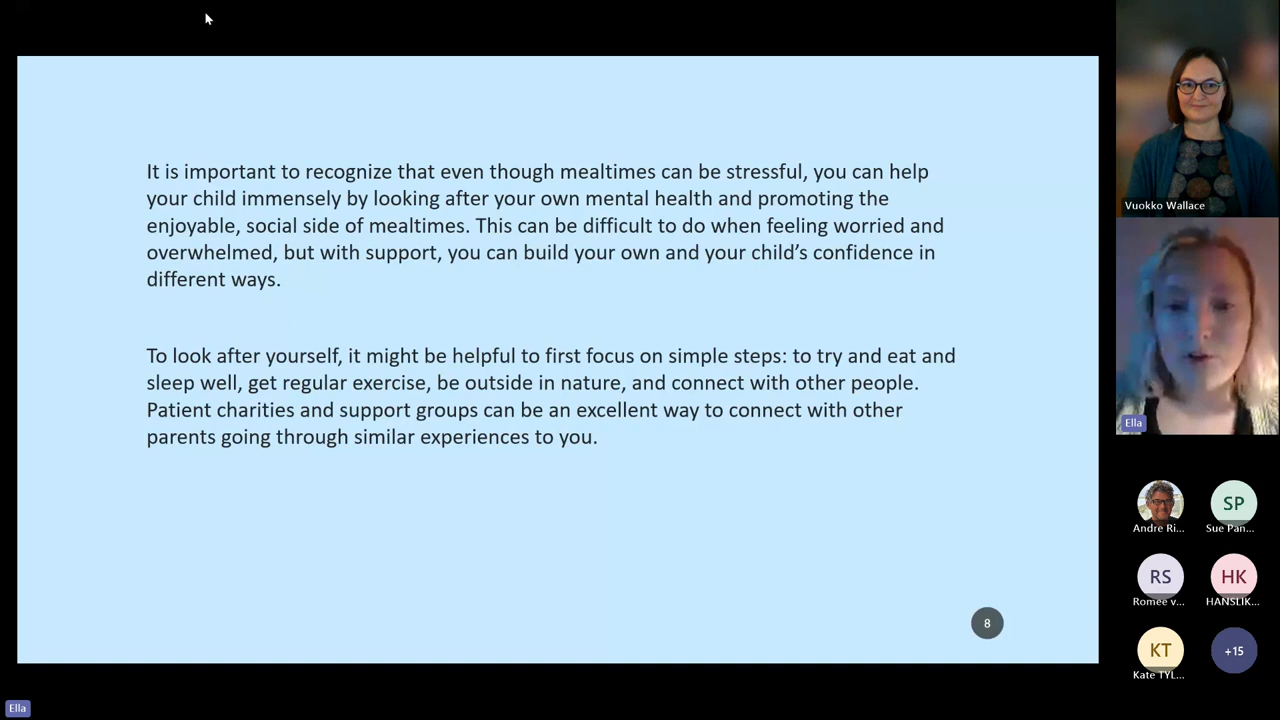 It is important to recognize that even though mealtimes can be stressful, you can help
your child immensely by looking after your own mental health and promoting the
enjoyable, social side of mealtimes. This can be difficult to do when feeling worried and
overwhelmed, but with support, you can build your own and your child’s confidence in
different ways.
To look after yourself, it might be helpful to first focus on simple steps: to try and eat and
sleep well, get regular exercise, be outside in nature, and connect with other people.
Patient charities and support groups can be an excellent way to connect with other
parents going through similar experiences to you.
8
Vuokko Wallace
Ella
Andre Ri...
SP
Sue Pan...
RS
Romee v...
HK
HANSLIK...
KT
Kate TYL...
+15
Ella